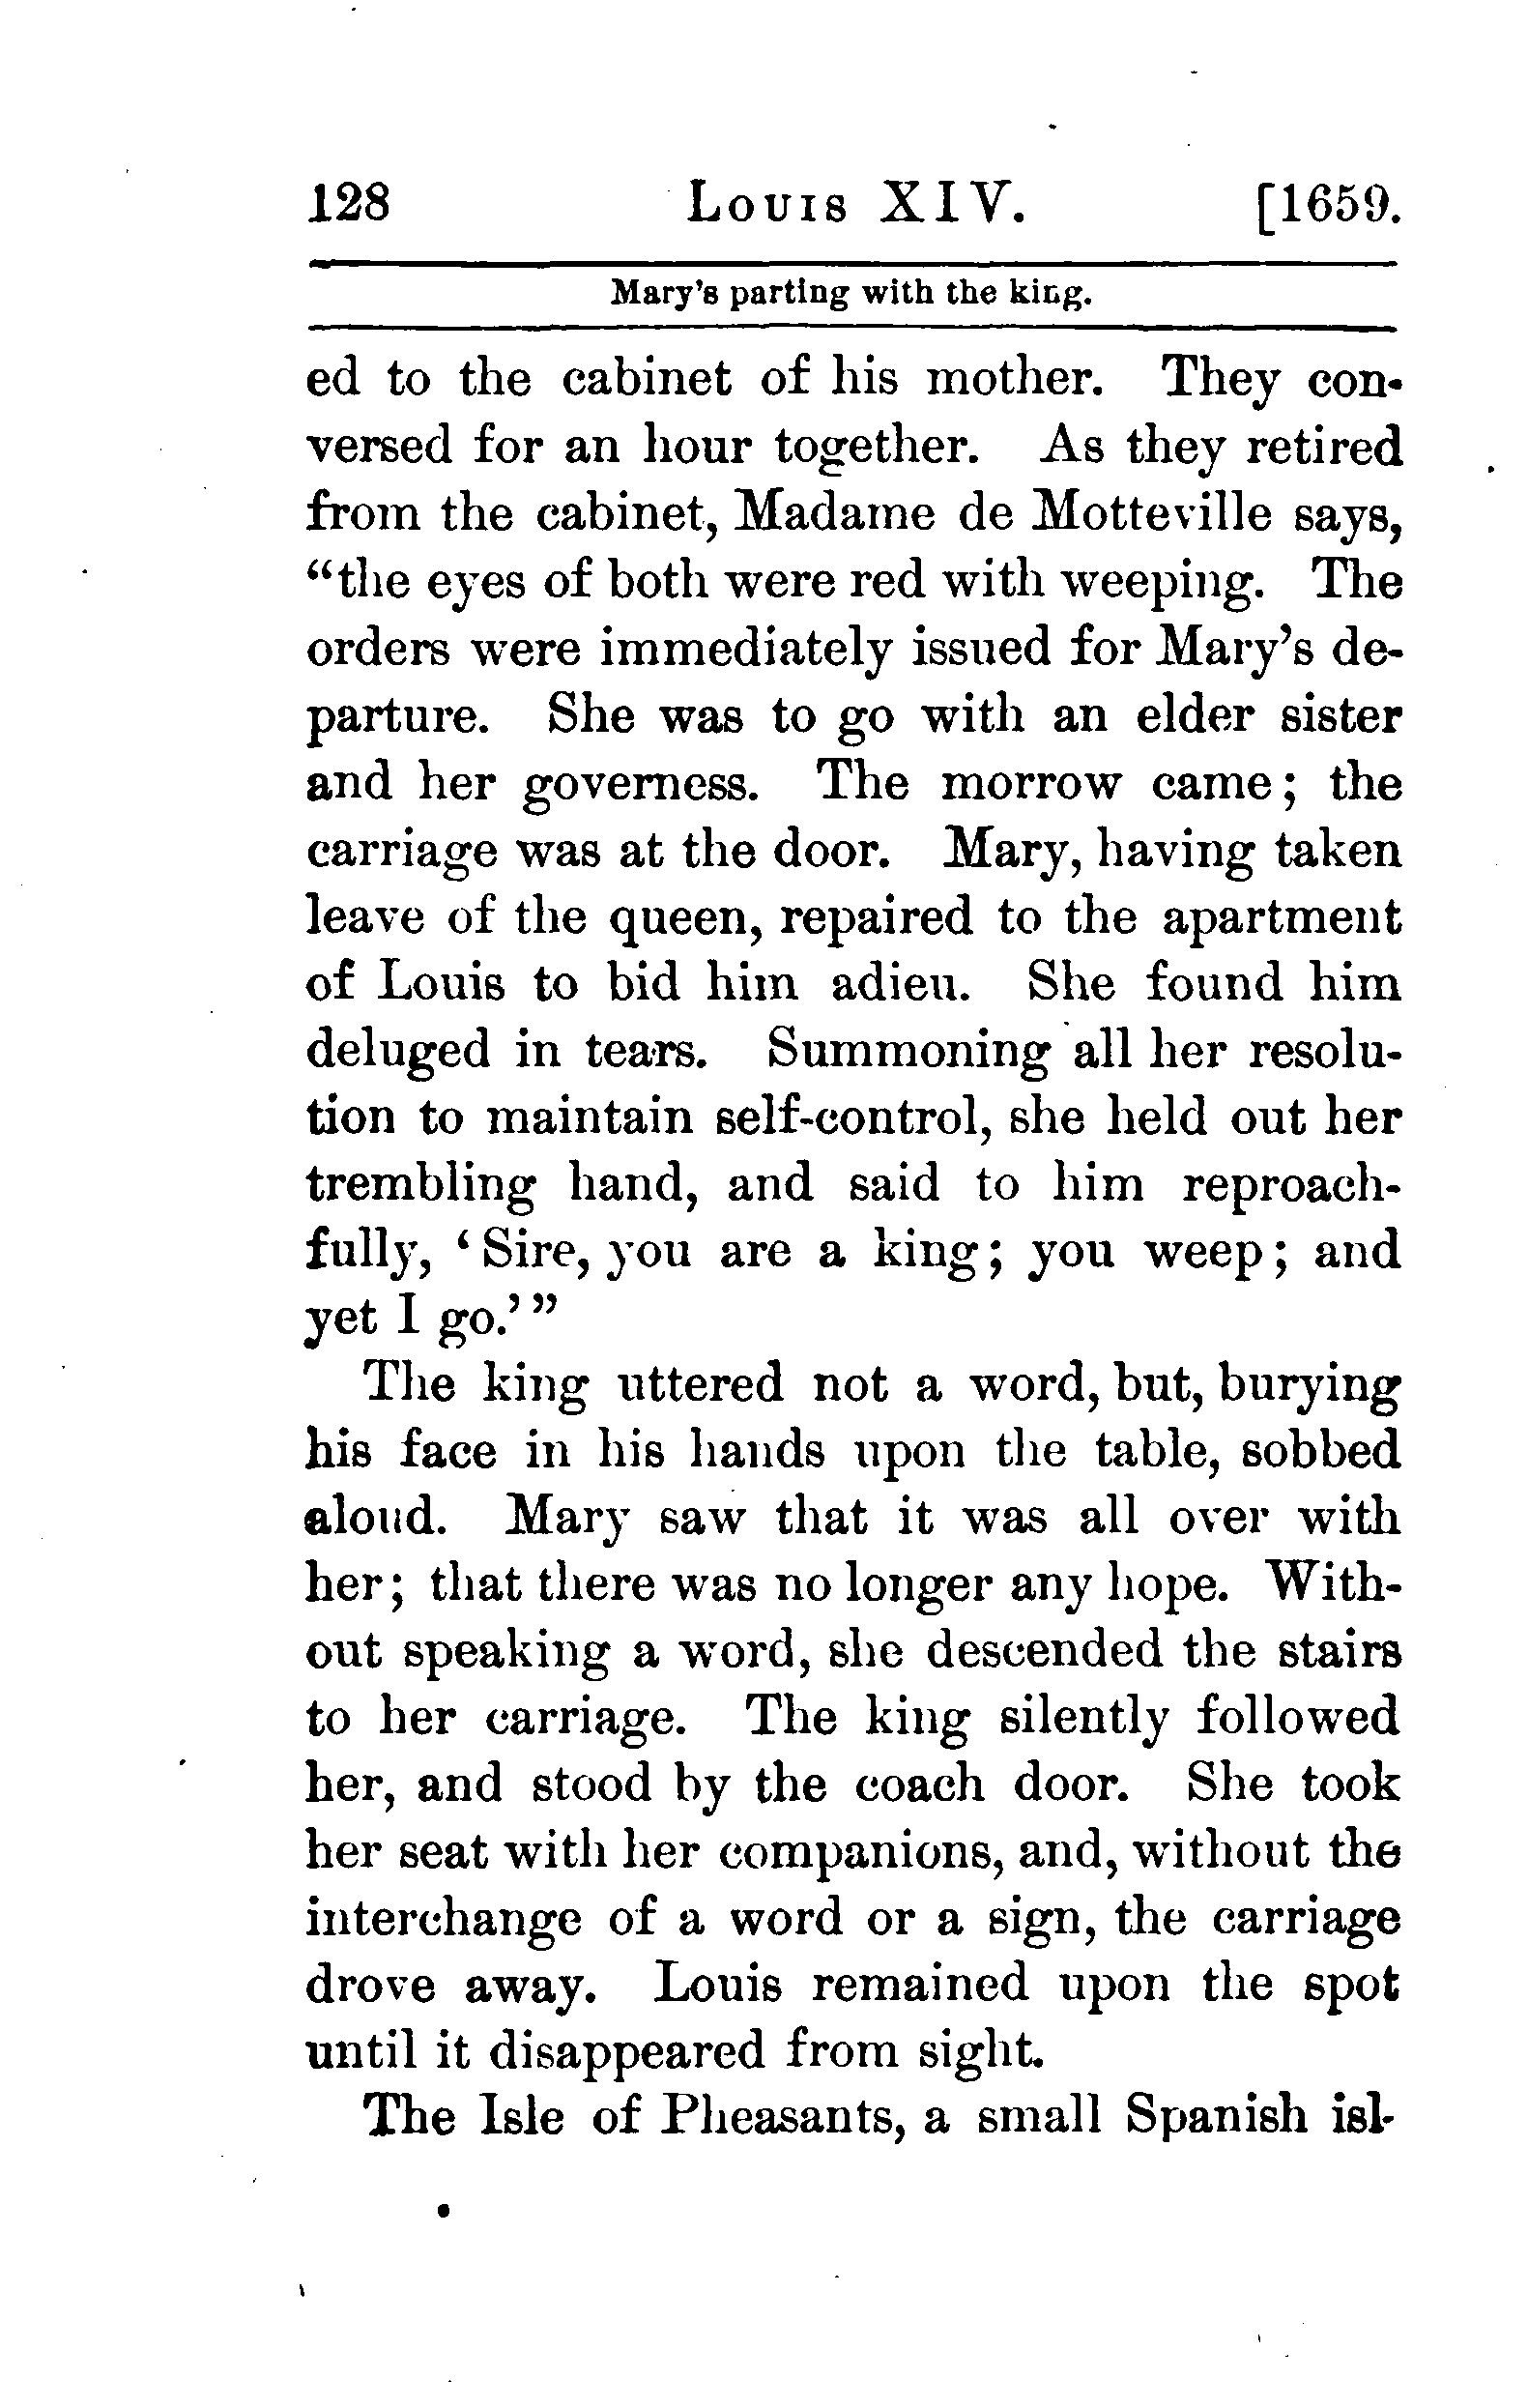 128 Louis XIV. [1659.
Mary's parting with the king.
ed to the cabinet of his mother. They con-
versed for an hour together. As they retired
from the cabinet, Madame de Motteville says,
“the eyes of both were red with weeping. The
orders were immediately issued for Mary's de-
parture. She was to go with an elder sister
and her governess. The morrow came; the
carriage was at the door. Mary, having taken
leave of the queen, repaired to the apartment
of Louis to bid him adieu. She found him
deluged in tears. Summoning all her resolu-
tion to maintain self-control, she held out her
trembling hand, and said to him reproach-
fully, ‘Sire, you are a king; you weep; and
yet I go.’”
The king uttered not a word, but, burying
his face in his hands upon the table, sobbed
aloud. Mary saw that it was all over with
her; that there was no longer any hope. With-
out speaking a word, she descended the stairs
to her carriage. The king silently followed
her, and stood by the coach door. She took
her seat with her companions, and, without the
interchange of a word or a sign, the carriage
drove away. Louis remained upon the spot
until it disappeared from sight.
The Isle of Pheasants, a small Spanish isl-